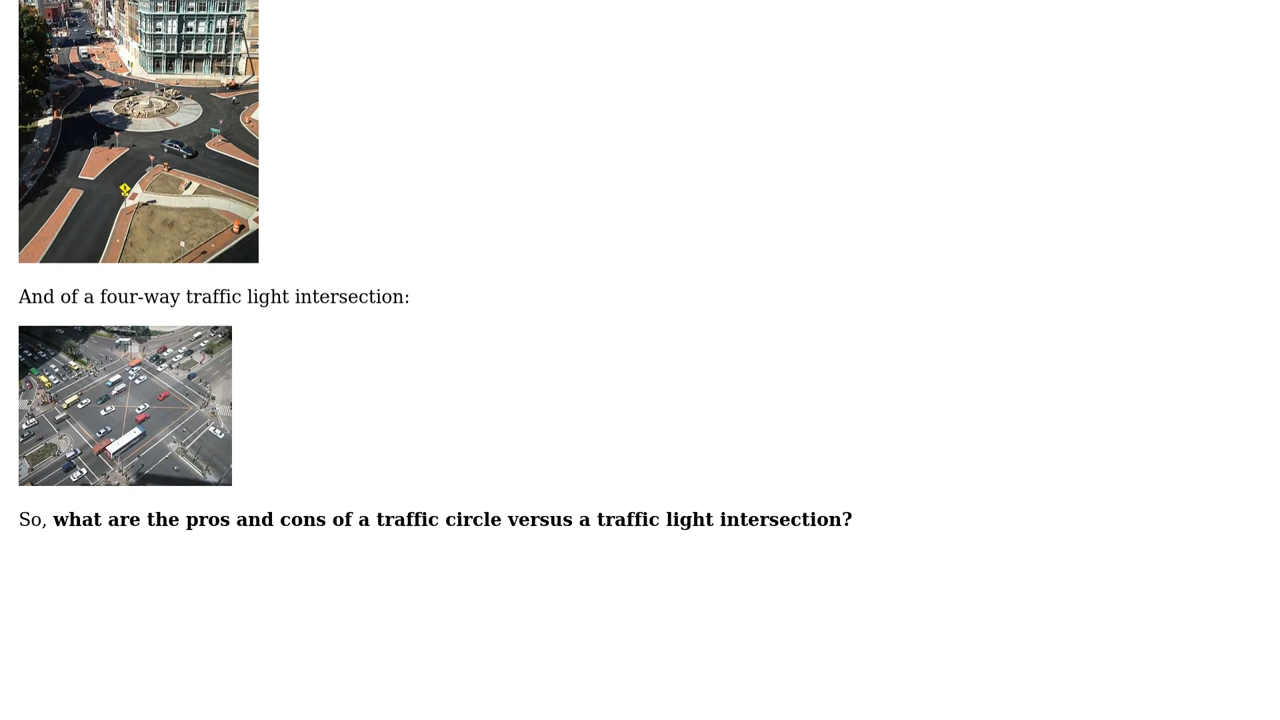 And of a four-way traffic light intersection:
So, what are the pros and cons of a traffic circle versus a traffic light intersection?